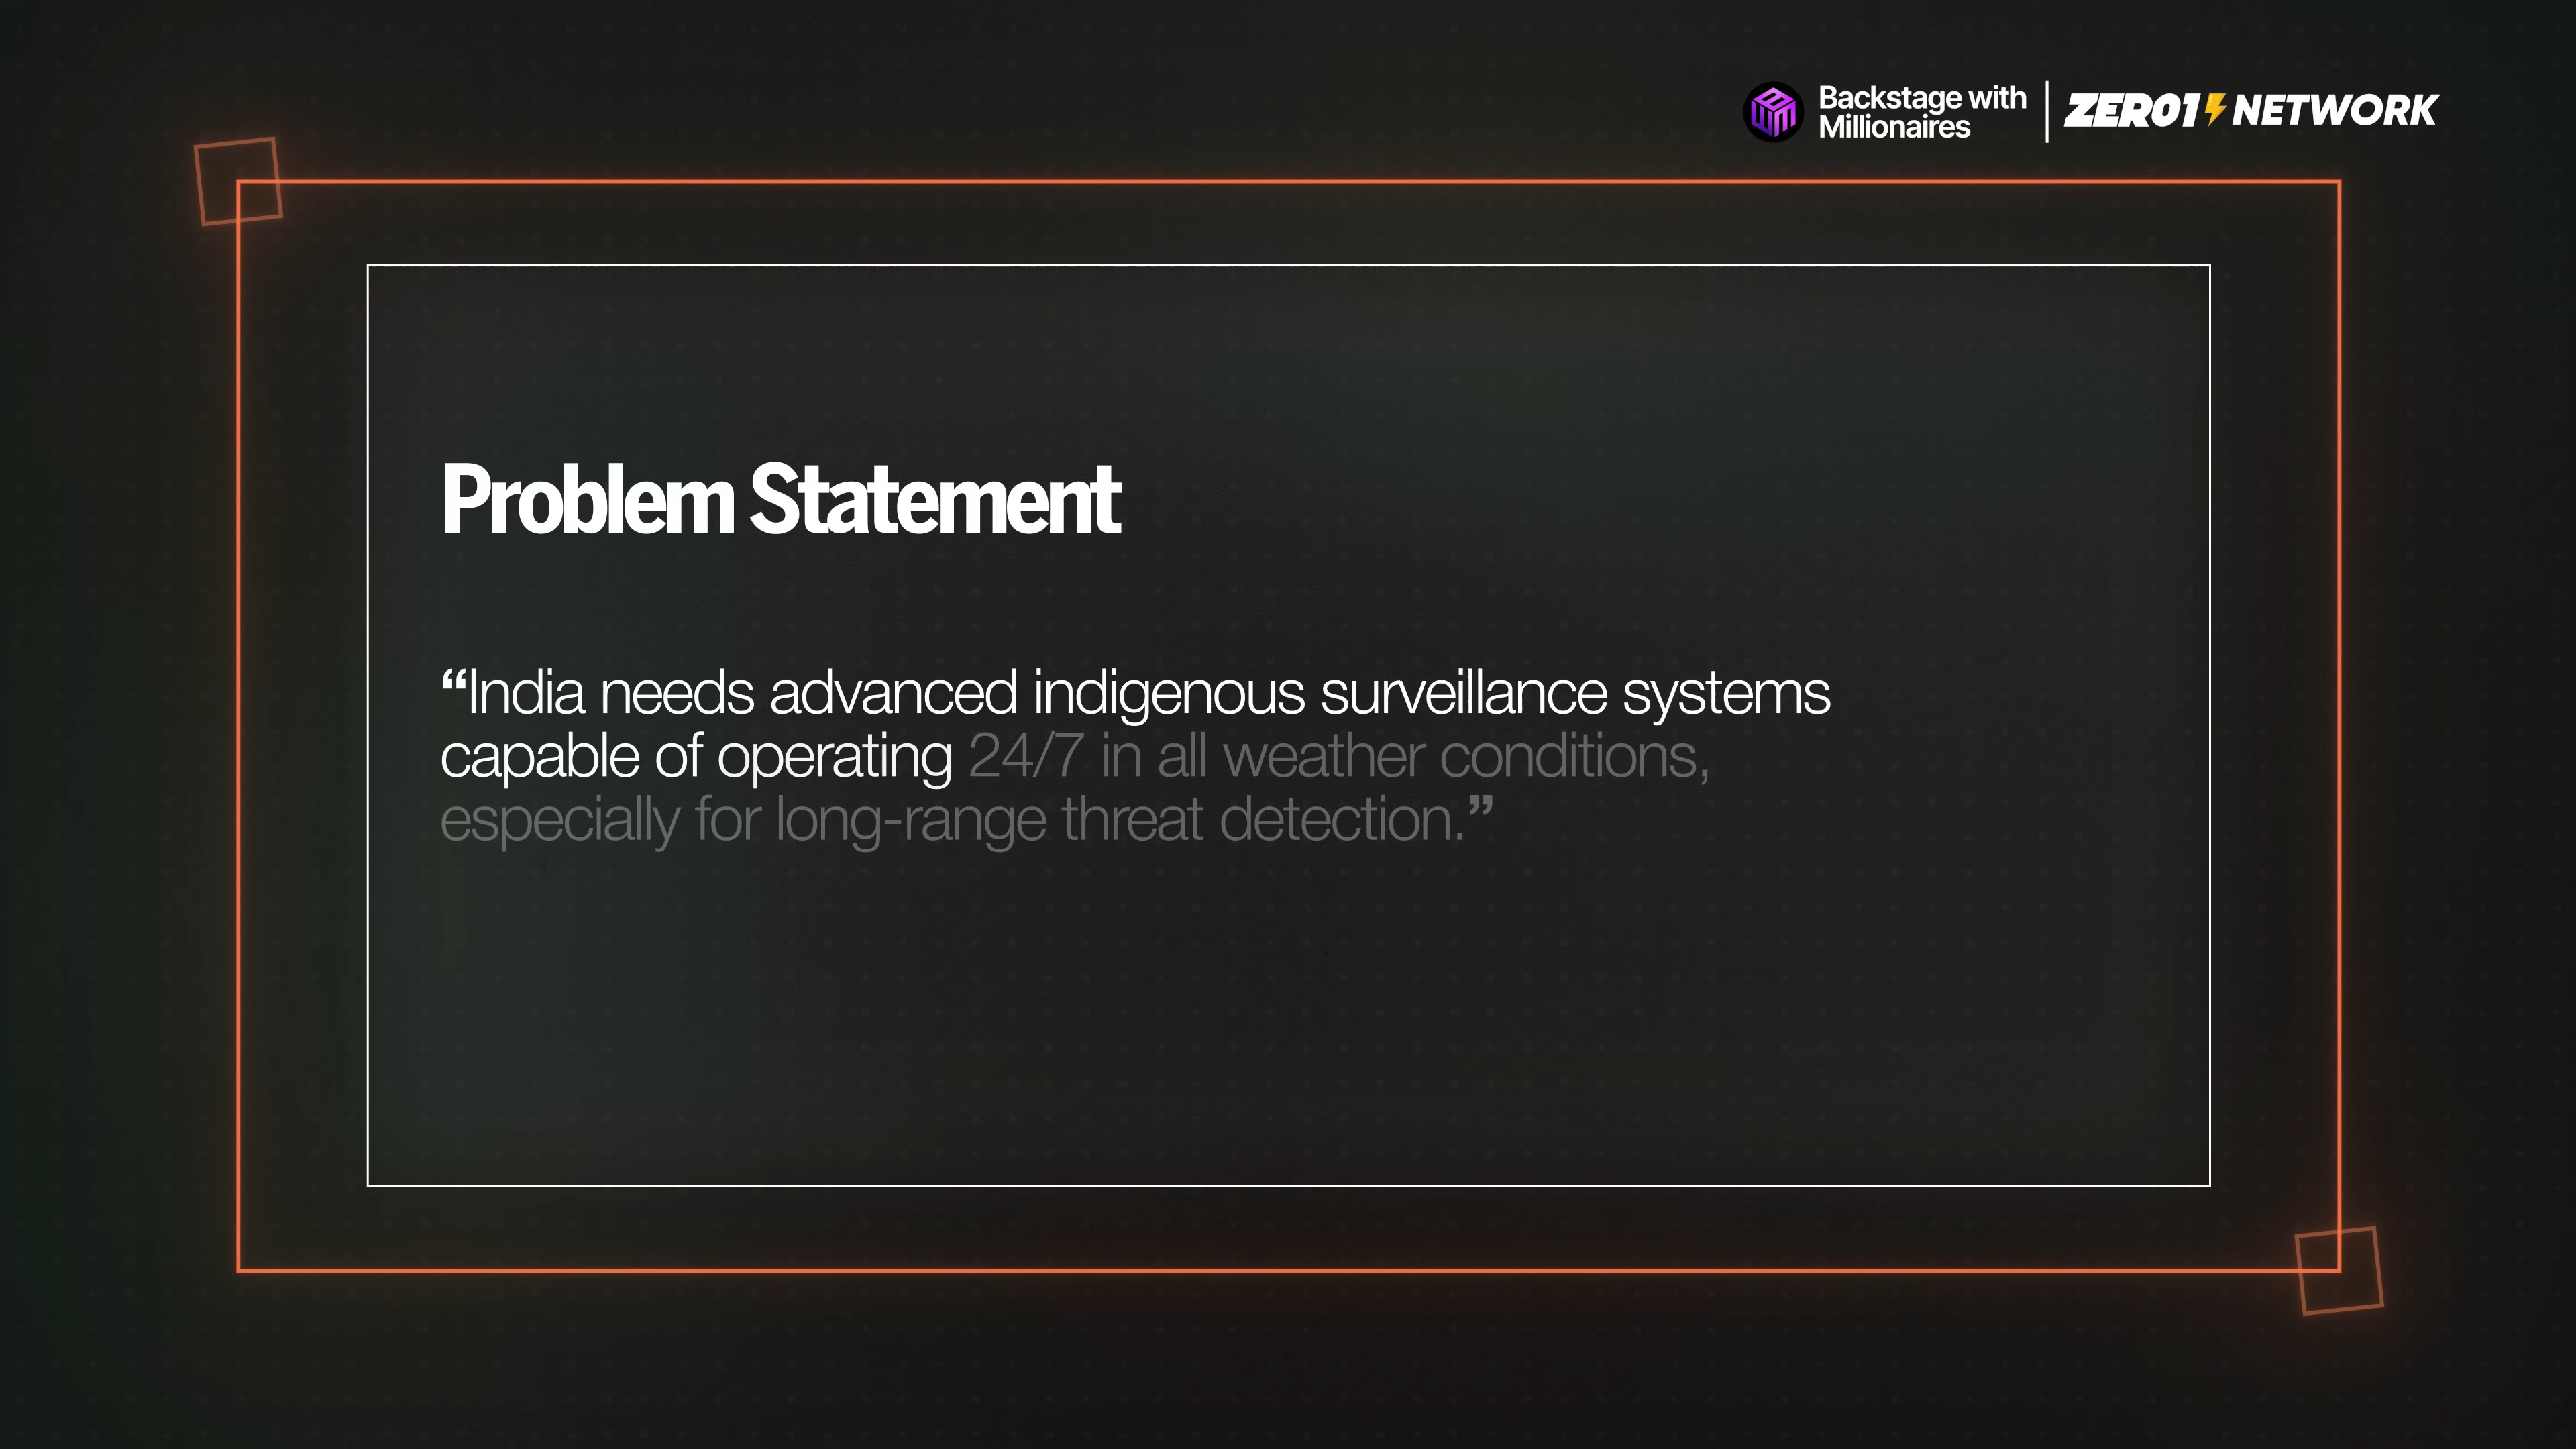 Backstage with
Millionaires
ZERO1 NETWORK
Problem Statement
“India needs advanced indigenous surveillance systems
capable of operating 24/7 in all weather conditions,
especially for long-range threat detection.”